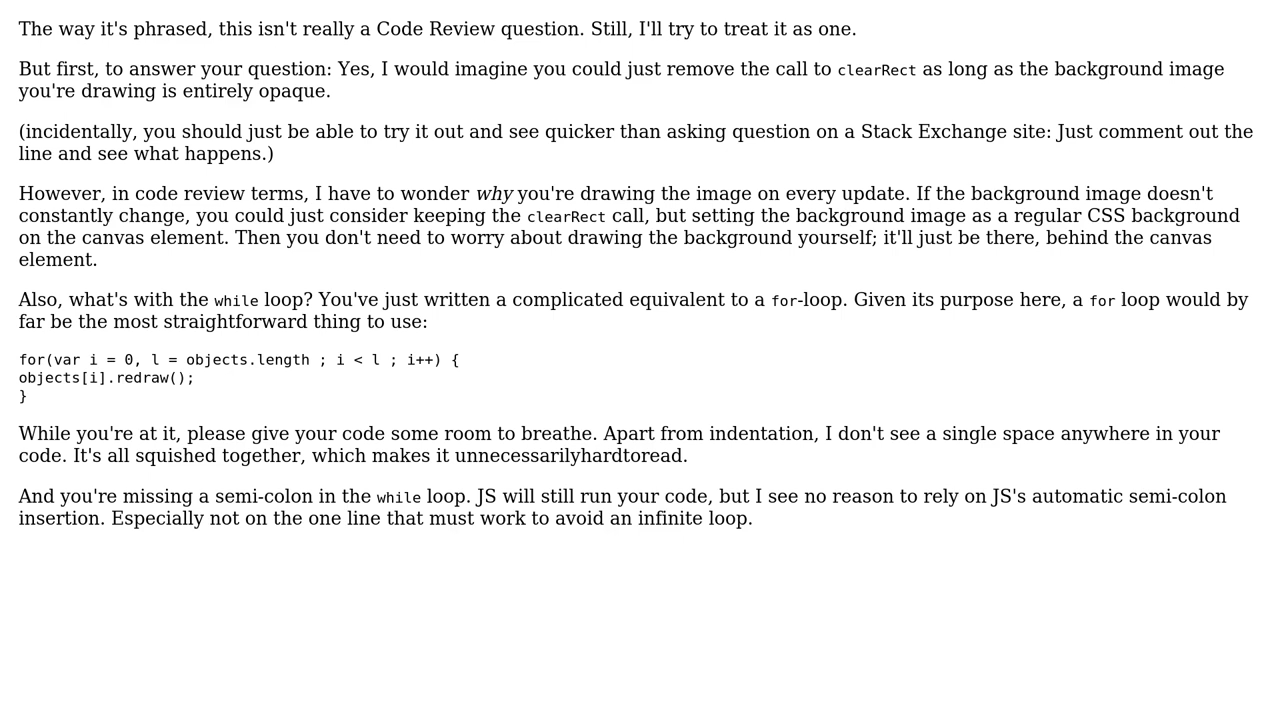 The way it's phrased, this isn't really a Code Review question. Still, I'll try to treat it as one.
But first, to answer your question: Yes, I would imagine you could just remove the call to clearRect as long as the background image
you're drawing is entirely opaque.
(incidentally, you should just be able to try it out and see quicker than asking question on a Stack Exchange site: Just comment out the
line and see what happens.)
However, in code review terms, I have to wonder why you're drawing the image on every update. If the background image doesn't
constantly change, you could just consider keeping the clearRect call, but setting the background image as a regular CSS background
on the canvas element. Then you don't need to worry about drawing the background yourself; it'll just be there, behind the canvas
element.
Also, what's with the while loop? You've just written a complicated equivalent to a for-loop. Given its purpose here, a for loop would by
far be the most straightforward thing to use:
for(var i = 0, l = objects.length ; i < l ; i++) {
objects[i].redraw();
}
While you're at it, please give your code some room to breathe. Apart from indentation, I don't see a single space anywhere in your
code. It's all squished together, which makes it unnecessarilyhardtoread.
And you're missing a semi-colon in the while loop. JS will still run your code, but I see no reason to rely on JS's automatic semi-colon
insertion. Especially not on the one line that must work to avoid an infinite loop.